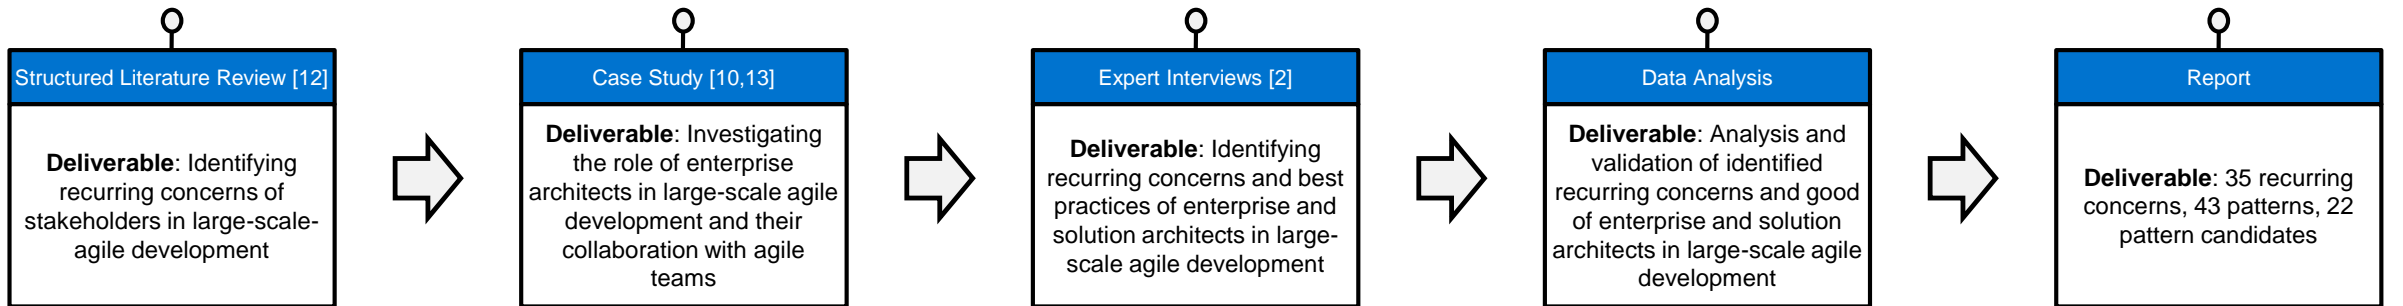 Structured Literature Review [12]
Deliverable: Identifying
recurring concerns of
stakeholders in large-scale-
agile development
Case Study [10,13]
Deliverable: Investigating
the role of enterprise
architects in large-scale agile
development and their
collaboration with agile
teams
Expert Interviews [2]
Deliverable: Identifying
recurring concerns and best
practices of enterprise and
solution architects in large-
scale agile development
Data Analysis
Deliverable: Analysis and
validation of identified
recurring concerns and good
of enterprise and solution
architects in large-scale agile
development
Report
Deliverable: 35 recurring
concerns, 43 patterns, 22
pattern candidates